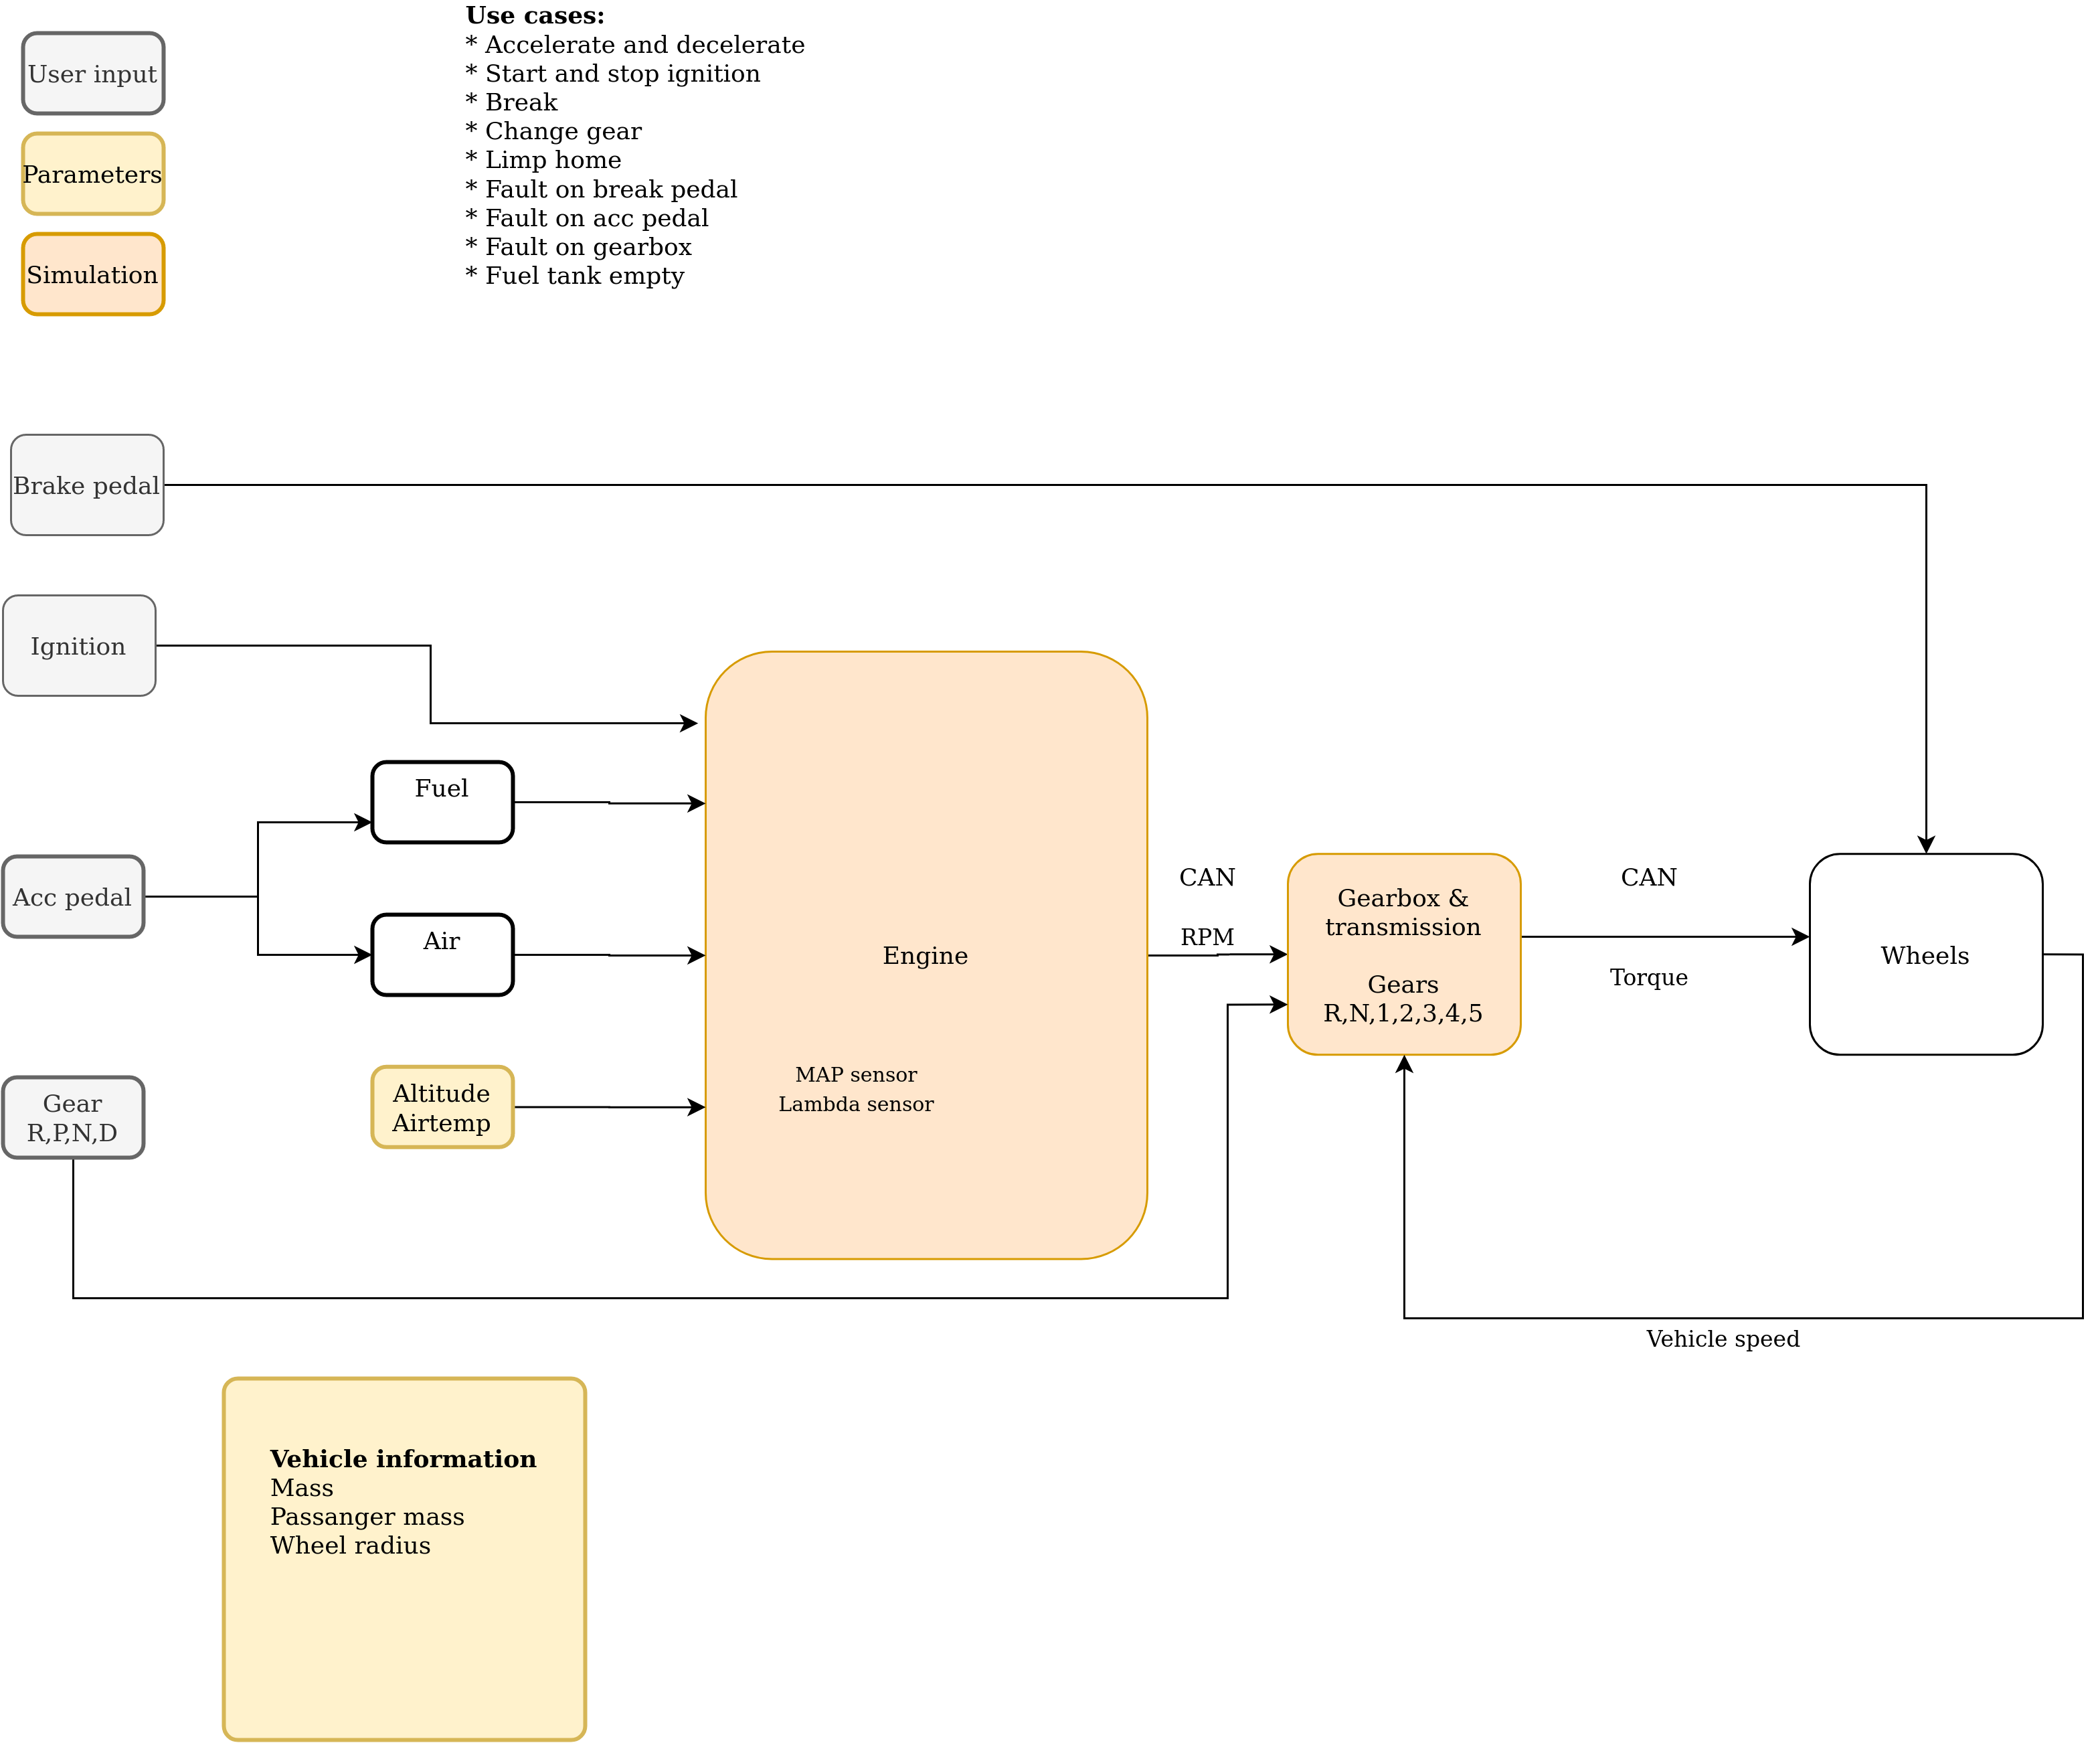 Use cases:
* Accelerate and decelerate
* Start and stop ignition
* Break
* Change gear
* Limp home
* Fault on break pedal
* Fault on acc pedal
* Fault on gearbox
* Fuel tank empty
User input
Parameters
Simulation
Brake pedal
Ignition
Fuel
Acc pedal
Air
Gear
R,P,N,D
Altitude
Airtemp
Engine
MAP sensor
Lambda sensor
CAN
RPM
Gearbox &
transmission
Gears
R,N,1,2,3,4,5
CAN
Torque
Wheels
Vehicle speed
Vehicle information
Mass
Passanger mass
Wheel radius